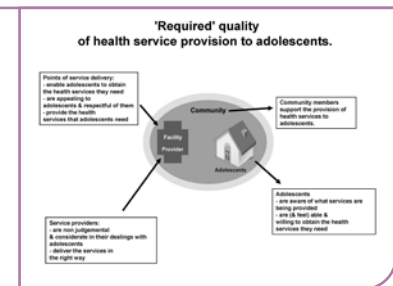 'Required' quality
of health service provision to adolescents.
Points of service delivery:
- enable adolescents to obtain
the health services they need
- are appealing to
adolescents & respectful of them
- provide the health
services that adolescents need
Community
Community members
support the provision of
health services to
adolescents.
Facility
Provider
Adolescents
Adolescents
- are aware of what services are
being provided
- are (& feel) able &
willing to obtain the health
services they need
Service providers:
- are non judgemental
& considerate in their dealings with
adolescents
- deliver the services in
the right way